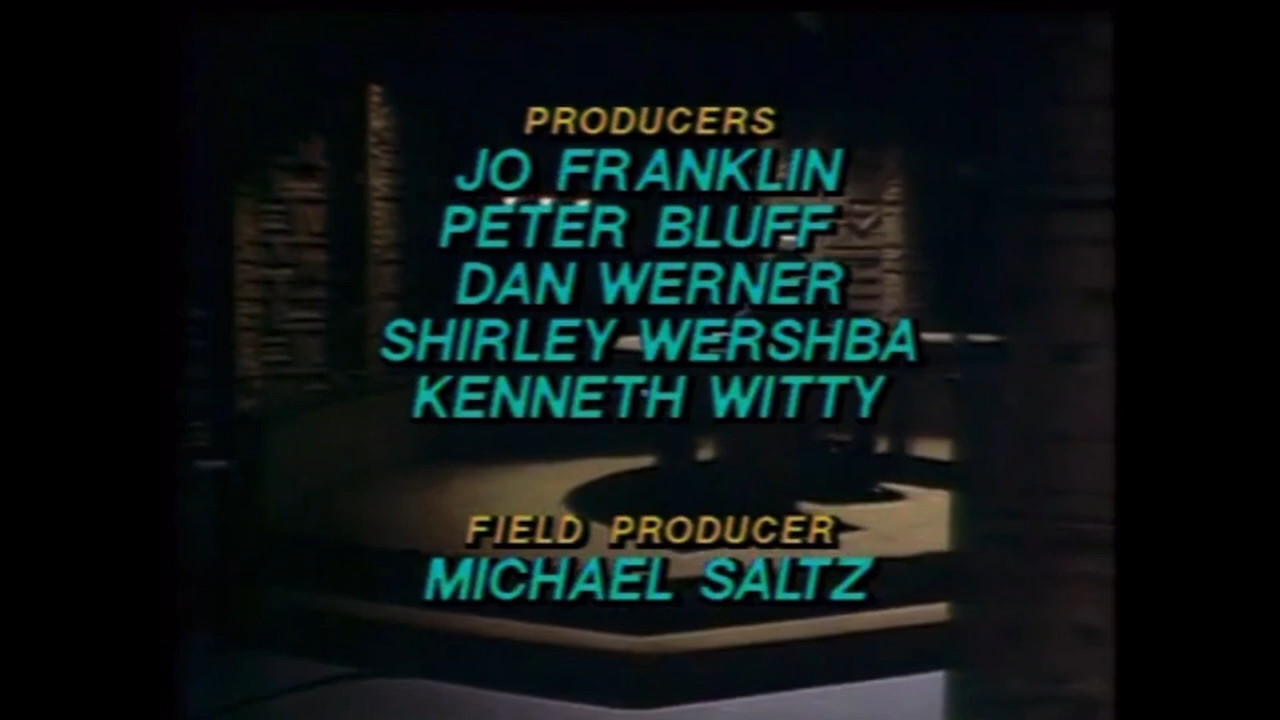 PRODUCERS
JO FRANKLIN
PETER BLUFF
DAN WERNER
SHIRLEY WERSHBA
KENNETH WITTY
FIELD PRODUCER
MICHAEL SALTZ